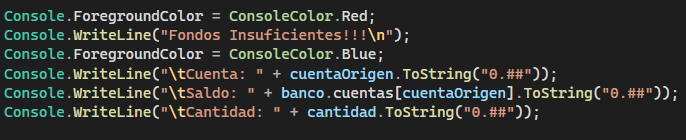 Console.ForegroundColor = ConsoleColor.Red;
Console.WriteLine("Fondos Insuficientes!!!\n");
Console.ForegroundColor = ConsoleColor.Blue;
Console.WriteLine("\tCuenta: " + cuentaOrigen.ToString("0.##"));
Console.WriteLine("\tSaldo: " + banco.cuentas[cuentaOrigen].ToString("0.##"));
Console.WriteLine("\tCantidad: " + cantidad.ToString("0.##"));